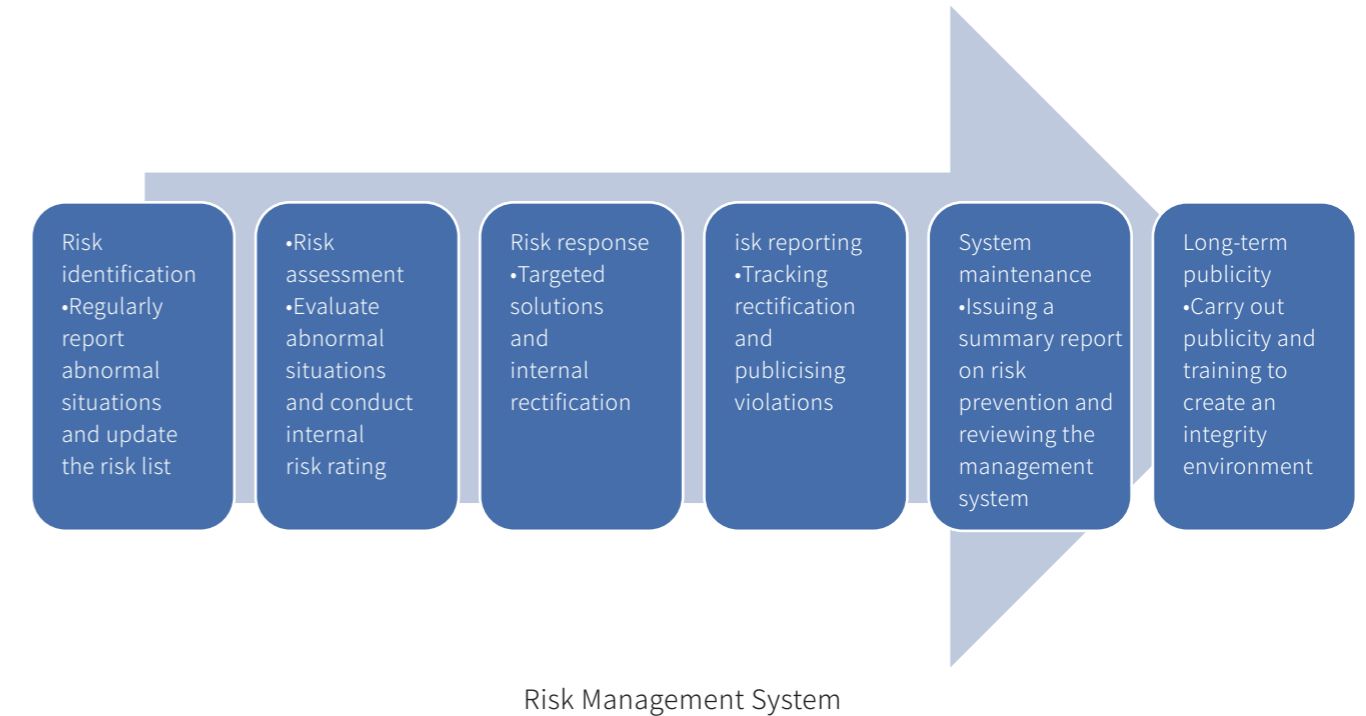 Risk
identification
•Regularly
report
abnormal
situations
and update
the risk list
•Risk
assessment
•Evaluate
abnormal
situations
and conduct
internal
risk rating
Risk response
•Targeted
solutions
and
internal
rectification
isk reporting
•Tracking
rectification
and
publicising
violations
System
maintenance
•Issuing a
summary report
on risk
prevention and
reviewing the
management
system
Long-term
publicity
•Carry out
publicity and
training to
create an
integrity
environment
Risk Management System